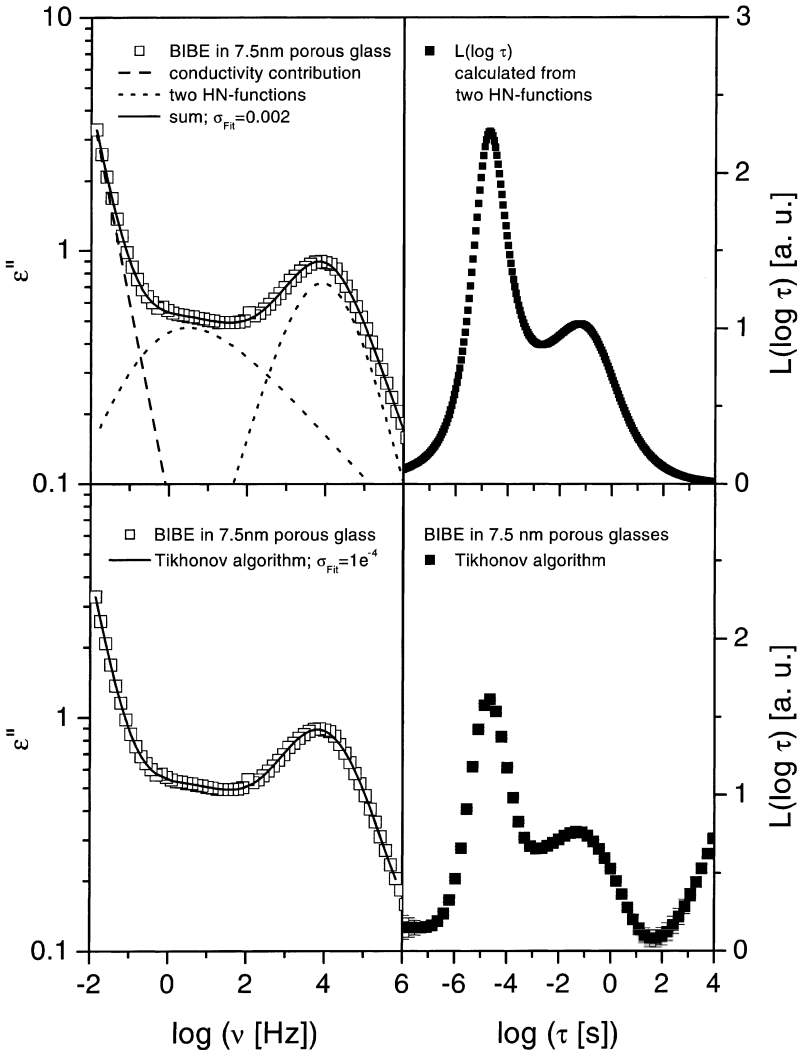 10
BIBE in 7.5nm porous glass
conductivity contribution
two HN-functions
sum; σFit=0.002
1
ε"
0.1
L(log τ)
calculated from
two HN-functions
3
2
1
0
L(log τ) [a. u.]
BIBE in 7.5nm porous glass
Tikhonov algorithm; σFit=1e-4
1
ε"
0.1
-2
0
2
4
6
log (ν [Hz])
BIBE in 7.5 nm porous glasses
Tikhonov algorithm
2
1
0
L(log τ) [a. u.]
-6
-4
-2
0
2
4
log (τ [s])